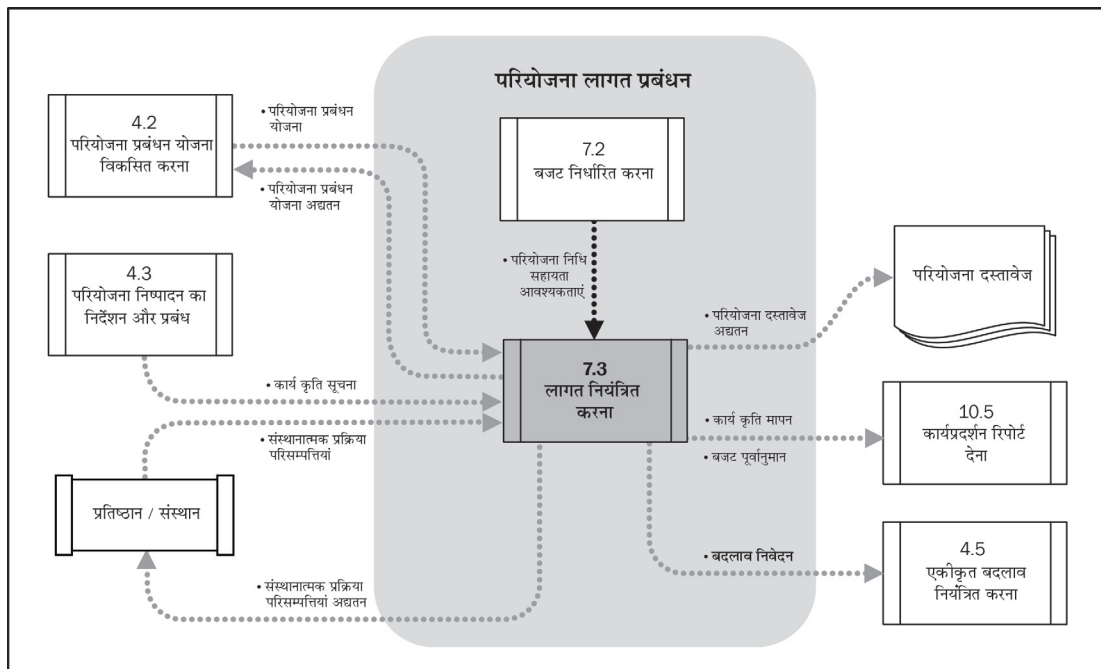 परियोजना लागत प्रबंधन
4.2
परियोजना प्रबंधन योजना
विकसित करना
• परियोजना प्रबंधन
योजना
• परियोजना प्रबंधन
योजना अद्यतन
7.2
बजट निर्धारित करना
4.3
परियोजना निष्पादन का
निर्देशन और प्रबंध
• परियोजना निधि
सहायता
आवश्यकताएं
• परियोजना दस्तावेज
अद्यतन
परियोजना दस्तावेज
7.3
लागत नियंत्रित
करना
• कार्य कृति सूचना
• संस्थानात्मक प्रक्रिया
परिसम्पत्तियां
• कार्य कृति मापन
• बजट पूर्वानुमान
10.5
कार्यप्रदर्शन रिपोर्ट
देना
प्रतिष्ठान / संस्थान
• संस्थानात्मक प्रक्रिया
परिसम्पत्तियां अद्यतन
• बदलाव निवेदन
4.5
एकीकृत बदलाव
नियंत्रित करना